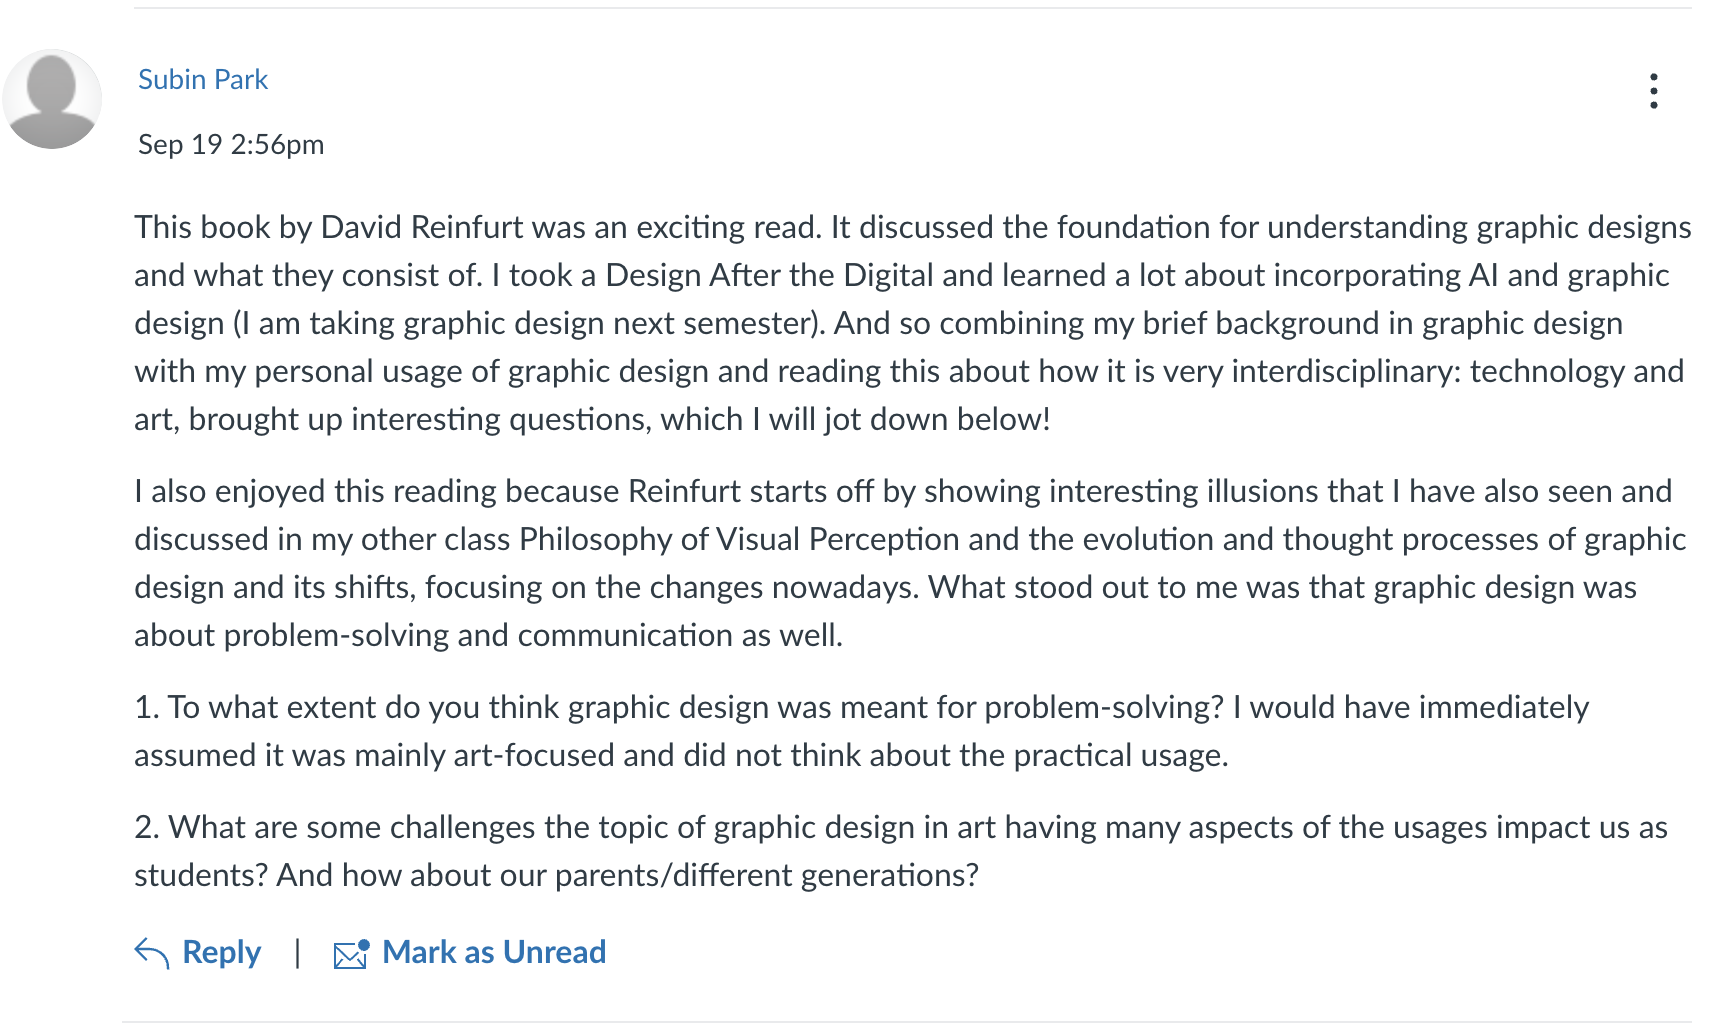 Subin Park
Sep 19 2:56pm
This book by David Reinfurt was an exciting read. It discussed the foundation for understanding graphic designs
and what they consist of. I took a Design After the Digital and learned a lot about incorporating AI and graphic
design (I am taking graphic design next semester). And so combining my brief background in graphic design
with my personal usage of graphic design and reading this about how it is very interdisciplinary: technology and
art, brought up interesting questions, which I will jot down below!
I also enjoyed this reading because Reinfurt starts off by showing interesting illusions that I have also seen and
discussed in my other class Philosophy of Visual Perception and the evolution and thought processes of graphic
design and its shifts, focusing on the changes nowadays. What stood out to me was that graphic design was
about problem-solving and communication as well.
1. To what extent do you think graphic design was meant for problem-solving? I would have immediately
assumed it was mainly art-focused and did not think about the practical usage.
2. What are some challenges the topic of graphic design in art having many aspects of the usages impact us as
students? And how about our parents/different generations?
Reply | Mark as Unread